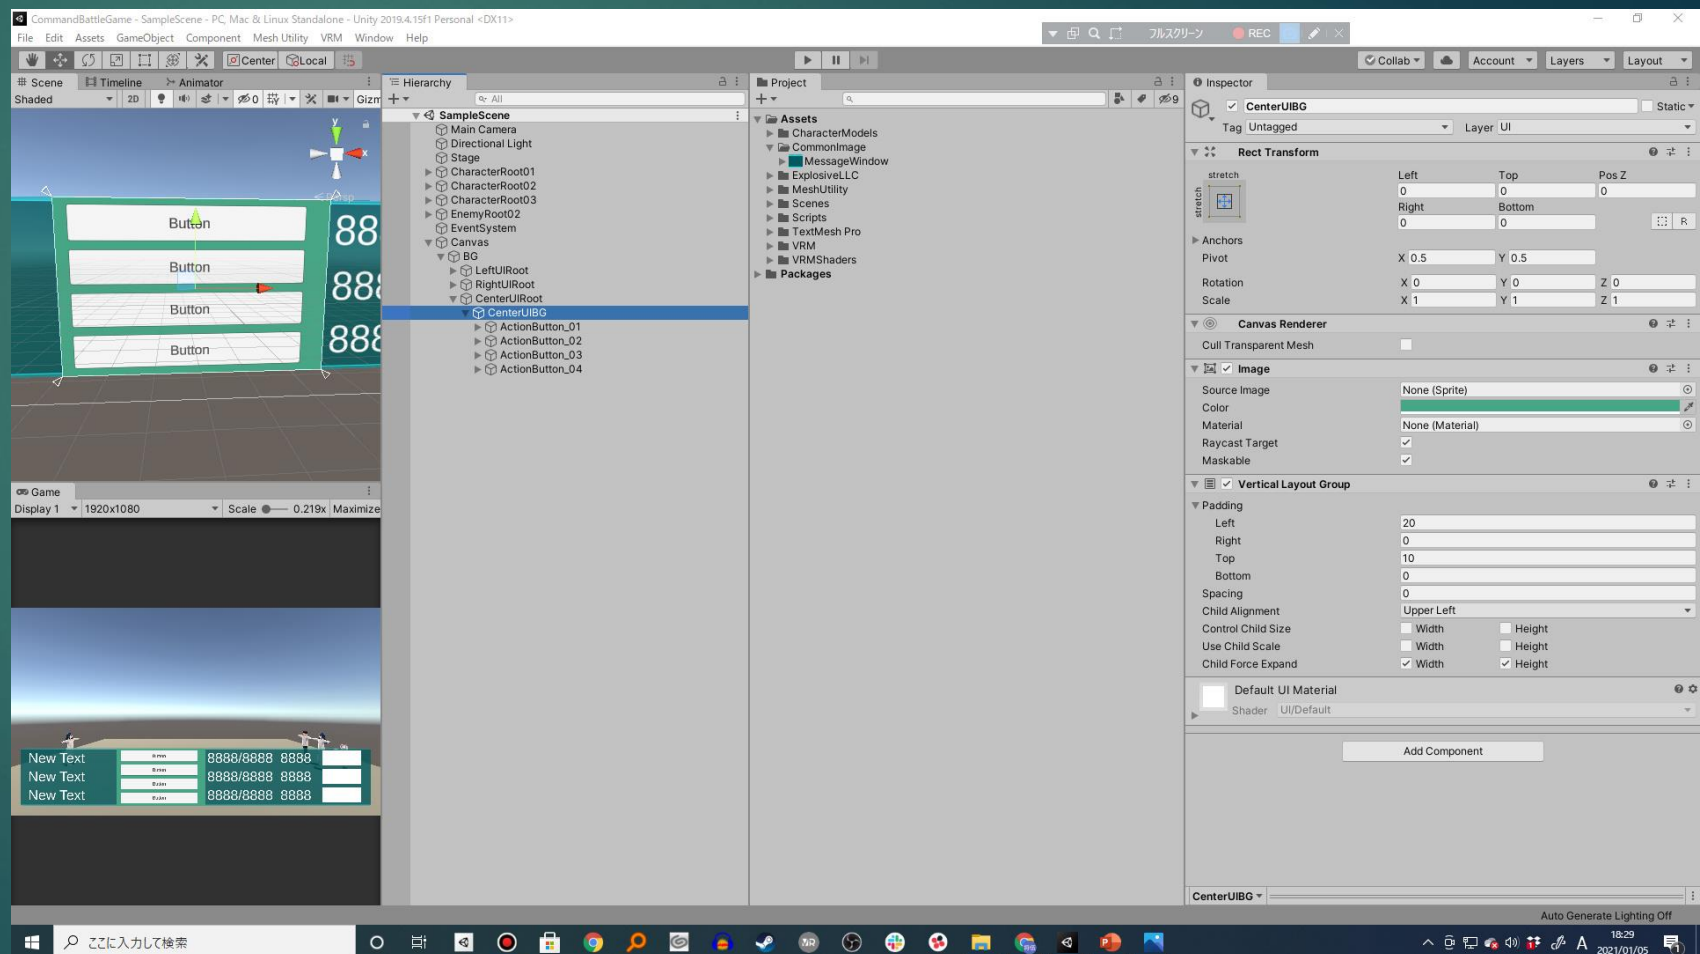 CommandBattleGame - SampleScene - PC, Mac & Linux Standalone - Unity 2019.4.15f1 Personal <DX11>
フルスクリーン REC
File Edit Assets GameObject Component Mesh Utility VRM Window Help
Center Local
Collab Account Layers Layout
Scene Timeline Animator
Shaded 2D 0 Gizm
Persp
y
x
Button
Button
Button
Button
88
888
888
Game
Display 1 1920x1080 Scale 0.219x Maximize
New Text 8888/8888 8888
New Text 8888/8888 8888
New Text 8888/8888 8888
Hierarchy
All
SampleScene
Main Camera
Directional Light
Stage
CharacterRoot01
CharacterRoot02
CharacterRoot03
EnemyRoot02
EventSystem
Canvas
BG
LeftUIRoot
RightUIRoot
CenterUIRoot
CenterUIBG
ActionButton_01
ActionButton_02
ActionButton_03
ActionButton_04
Project
9
Assets
CharacterModels
CommonImage
MessageWindow
ExplosiveLLC
MeshUtility
Scenes
Scripts
TextMesh Pro
VRM
VRMShaders
Packages
Inspector
CenterUIBG Static
Tag Untagged Layer UI
Rect Transform
stretch Left Top Pos Z
stretch 0 0 0
Right Bottom
0 0 R
Anchors
Pivot X 0.5 Y 0.5
Rotation X 0 Y 0 Z 0
Scale X 1 Y 1 Z 1
Canvas Renderer
Cull Transparent Mesh
Image
Source Image None (Sprite)
Color
Material None (Material)
Raycast Target
Maskable
Vertical Layout Group
Padding
Left 20
Right 0
Top 10
Bottom 0
Spacing 0
Child Alignment Upper Left
Control Child Size Width Height
Use Child Scale Width Height
Child Force Expand Width Height
Default UI Material
Shader UI/Default
Add Component
CenterUIBG
Auto Generate Lighting Off
ここに入力して検索
A
18:29
2021/01/05